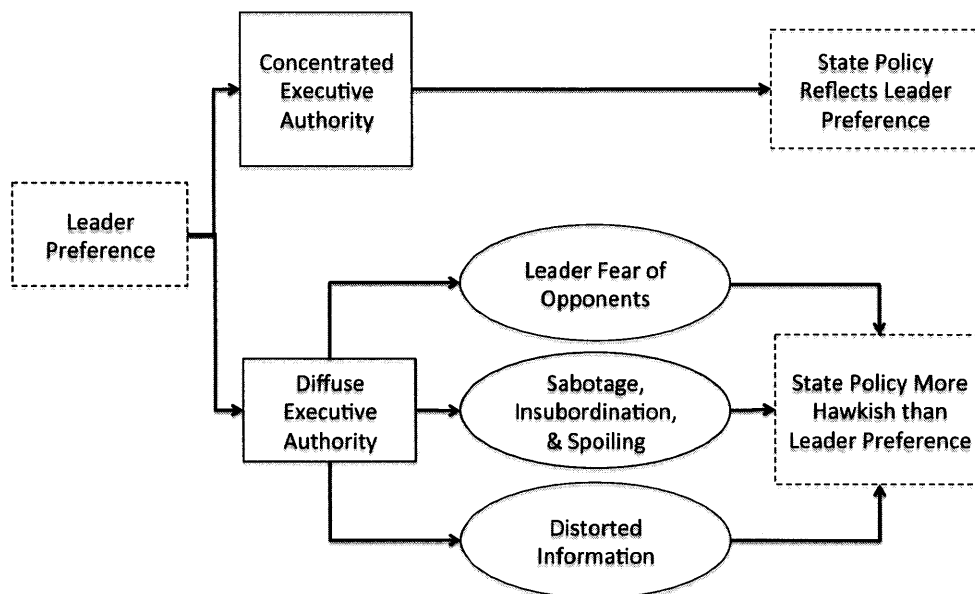 Concentrated
Executive
Authority
State Policy
Reflects Leader
Preference
Leader
Preference
Leader Fear of
Opponents
Diffuse
Executive
Authority
Sabotage,
Insubordination,
& Spoiling
State Policy More
Hawkish than
Leader Preference
Distorted
Information